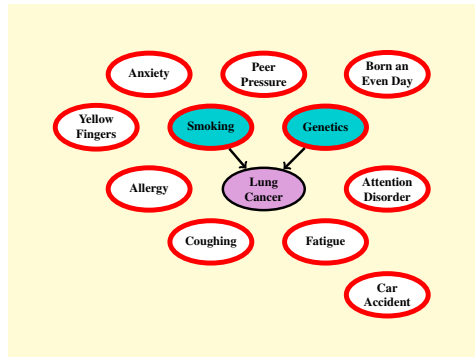 Anxiety
Peer
Pressure
Born an
Even Day
Yellow
Fingers
Smoking
Genetics
Allergy
Lung
Cancer
Attention
Disorder
Coughing
Fatigue
Car
Accident